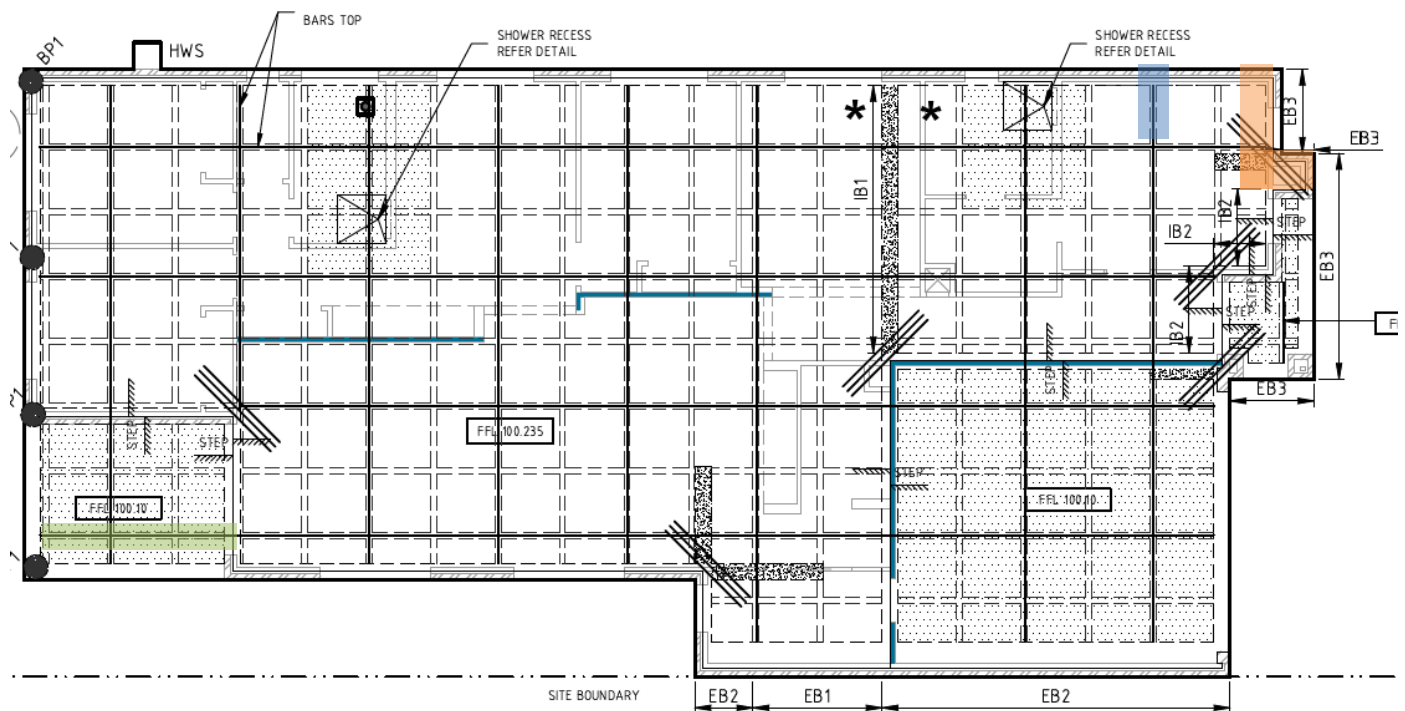 BARS TOP
BP1
HWS
SHOWER RECESS
REFER DETAIL
SHOWER RECESS
REFER DETAIL
*
*
EB3
EB3
IB1
IB2
STEP
IB2
EB3
STEP
STEP
IB2
STEP
STEP
FFL 100.235
STEP
STEP
EB3
STEP
FFL 100.10
FFL 100.10
SITE BOUNDARY
EB2
EB1
EB2